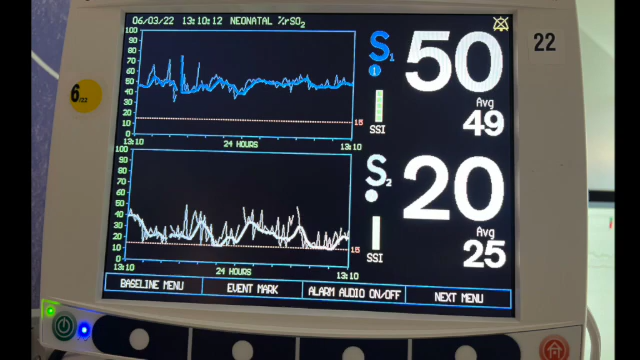 06/03/22 13:10:12 NEONATAL %rSO2
100
90
80
70
60
50
40
30
20
10
0
15
13:10 24 HOURS 13:10
S1
i
SSI
50
Avg
49
22
6/22
100
90
80
70
60
50
40
30
20
10
0
15
13:10 24 HOURS 13:10
S2
SSI
20
Avg
25
BASELINE MENU EVENT MARK ALARM AUDIO ON/OFF NEXT MENU